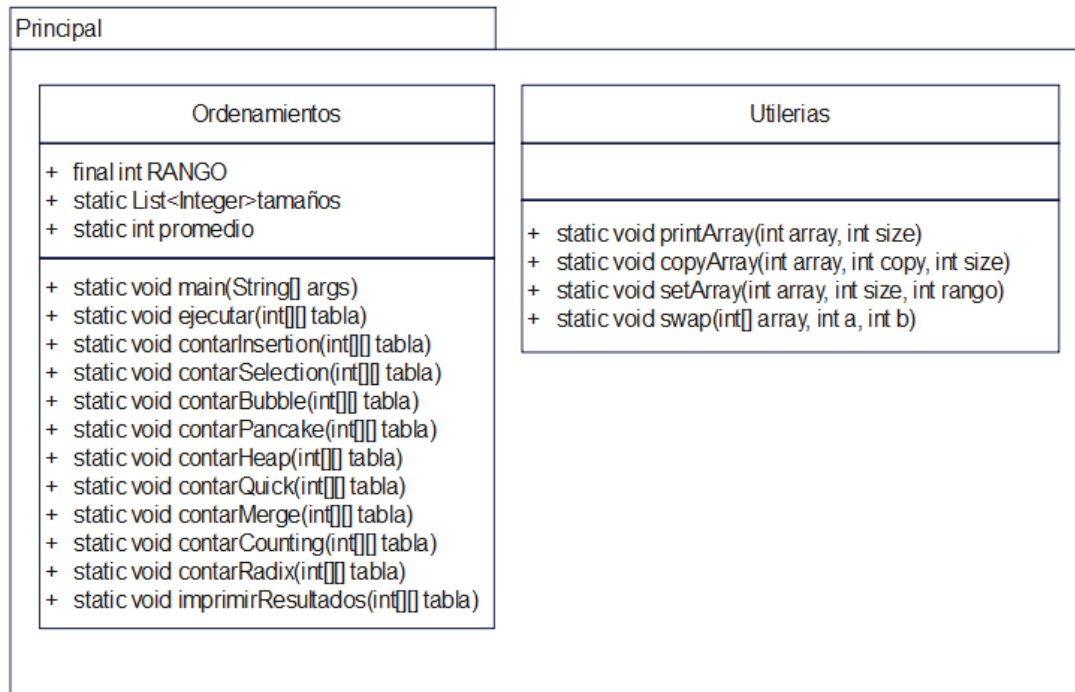 Principal
Ordenamientos
+ final int RANGO
+ static List<Integer>tamaños
+ static int promedio
+ static void main(String[] args)
+ static void ejecutar(int[][] tabla)
+ static void contarInsertion(int[][] tabla)
+ static void contarSelection(int[][] tabla)
+ static void contarBubble(int[][] tabla)
+ static void contarPancake(int[][] tabla)
+ static void contarHeap(int[][] tabla)
+ static void contarQuick(int[][] tabla)
+ static void contarMerge(int[][] tabla)
+ static void contarCounting(int[][] tabla)
+ static void contarRadix(int[][] tabla)
+ static void imprimirResultados(int[][] tabla)
Utilerias
+ static void printArray(int array, int size)
+ static void copyArray(int array, int copy, int size)
+ static void setArray(int array, int size, int rango)
+ static void swap(int[] array, int a, int b)